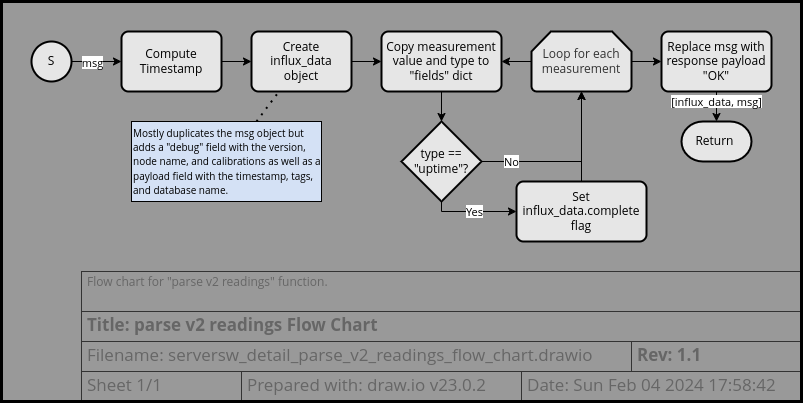 S
msg
Compute
Timestamp
Create
influx_data
object
Copy measurement
value and type to
"fields" dict
Loop for each
measurement
Replace msg with
response payload
"OK"
[influx_data, msg]
Return
Mostly duplicates the msg object but
adds a "debug" field with the version,
node name, and calibrations as well as a
payload field with the timestamp, tags,
and database name.
type ==
"uptime"?
No
Yes
Set
influx_data.complete
flag
Flow chart for "parse v2 readings" function.
Title: parse v2 readings Flow Chart
Filename: serversw_detail_parse_v2_readings_flow_chart.drawio
Rev: 1.1
Sheet 1/1
Prepared with: draw.io v23.0.2
Date: Sun Feb 04 2024 17:58:42